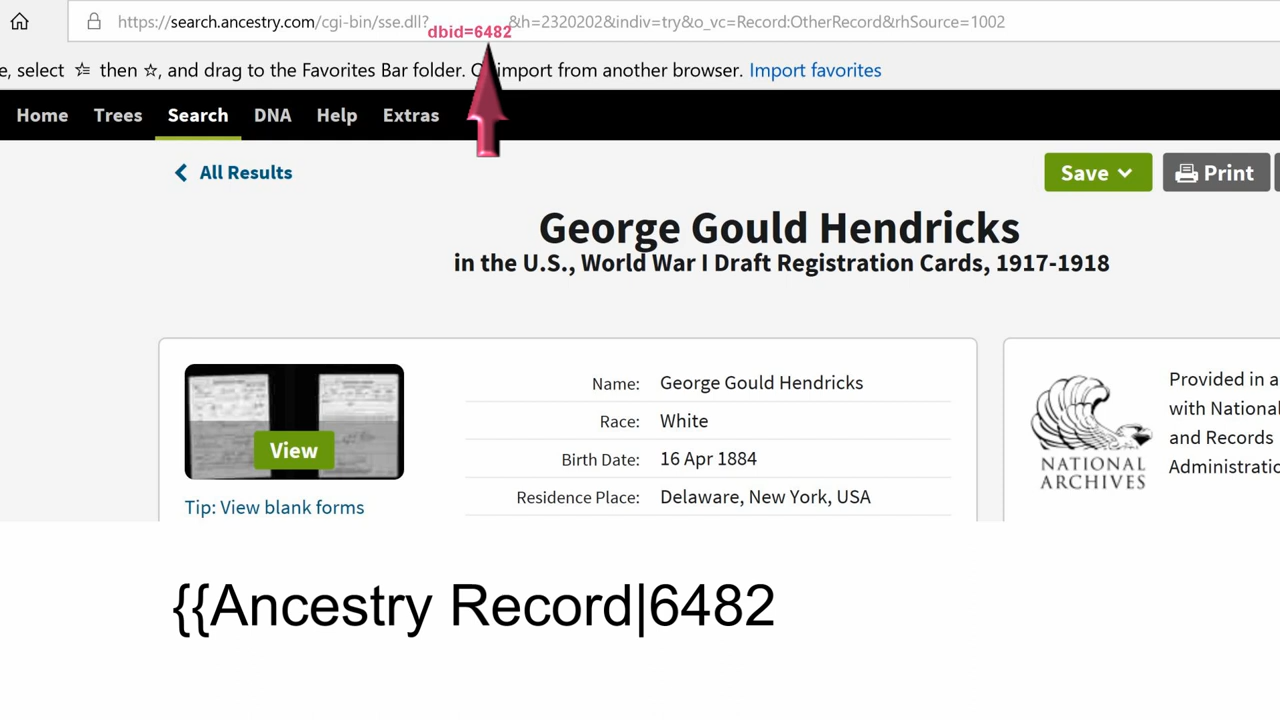 https://search.ancestry.com/cgi-bin/sse.dll?dbid=6482&h=2320202&indiv=try&o_vc=Record:OtherRecord&rhSource=1002
e, select then , and drag to the Favorites Bar folder. O import from another browser. Import favorites
Home Trees Search DNA Help Extras
All Results
Save Print
George Gould Hendricks
in the U.S., World War I Draft Registration Cards, 1917-1918
View
Tip: View blank forms
Name: George Gould Hendricks
Race: White
Birth Date: 16 Apr 1884
Residence Place: Delaware, New York, USA
NATIONAL
ARCHIVES
Provided in a
with National
and Records
Administratio
{{Ancestry Record|6482